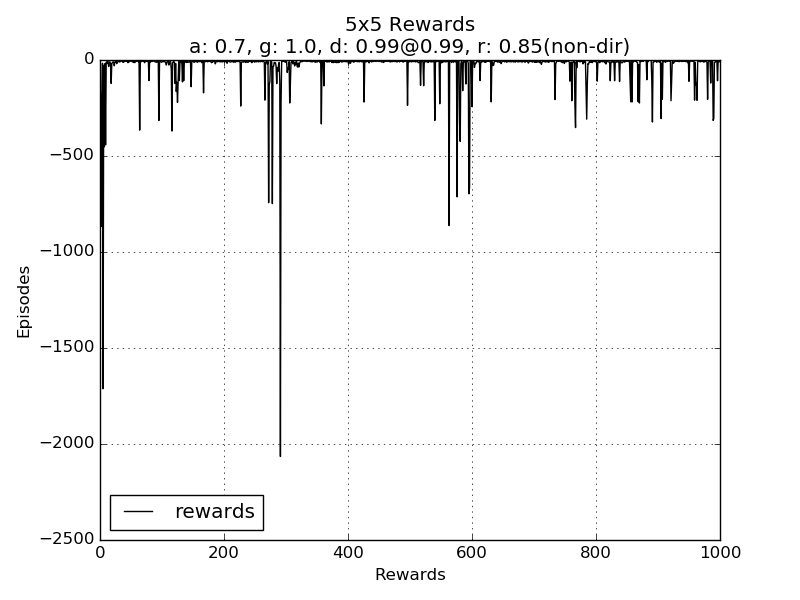 5x5 Rewards
a: 0.7, g: 1.0, d: 0.99@0.99, r: 0.85(non-dir)
0
−500
−1000
−1500
−2000
−2500
Episodes
rewards
0 200 400 600 800 1000
Rewards